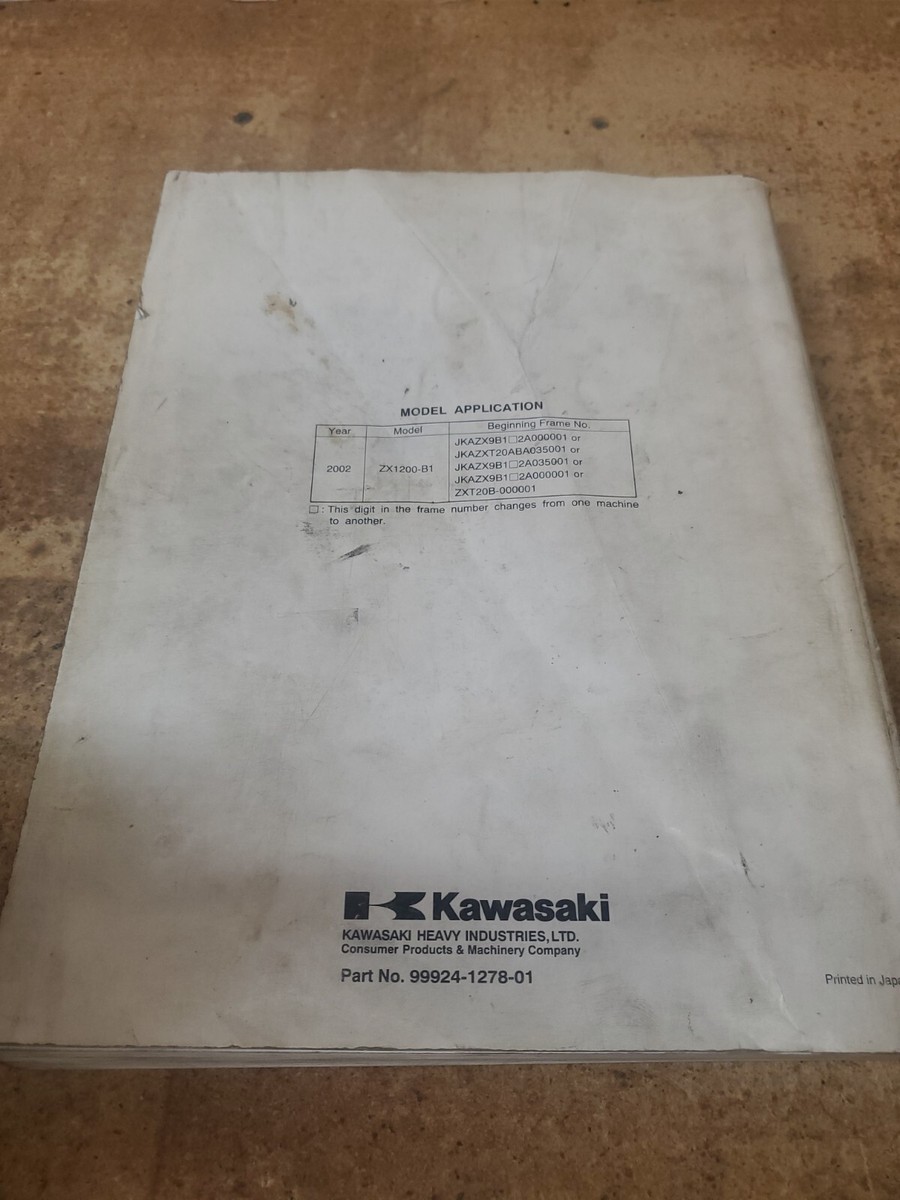 MODEL APPLICATION
Year Model Beginning Frame No.
2002 ZX1200-B1 JKAZX9B1□2A000001 or
JKAZXT20ABA035001 or
JKAZX9B1□2A035001 or
JKAZX9B1□2A000001 or
ZXT20B-000001
□: This digit in the frame number changes from one machine
to another.
Kawasaki
KAWASAKI HEAVY INDUSTRIES, LTD.
Consumer Products & Machinery Company
Part No. 99924-1278-01
Printed in Japa